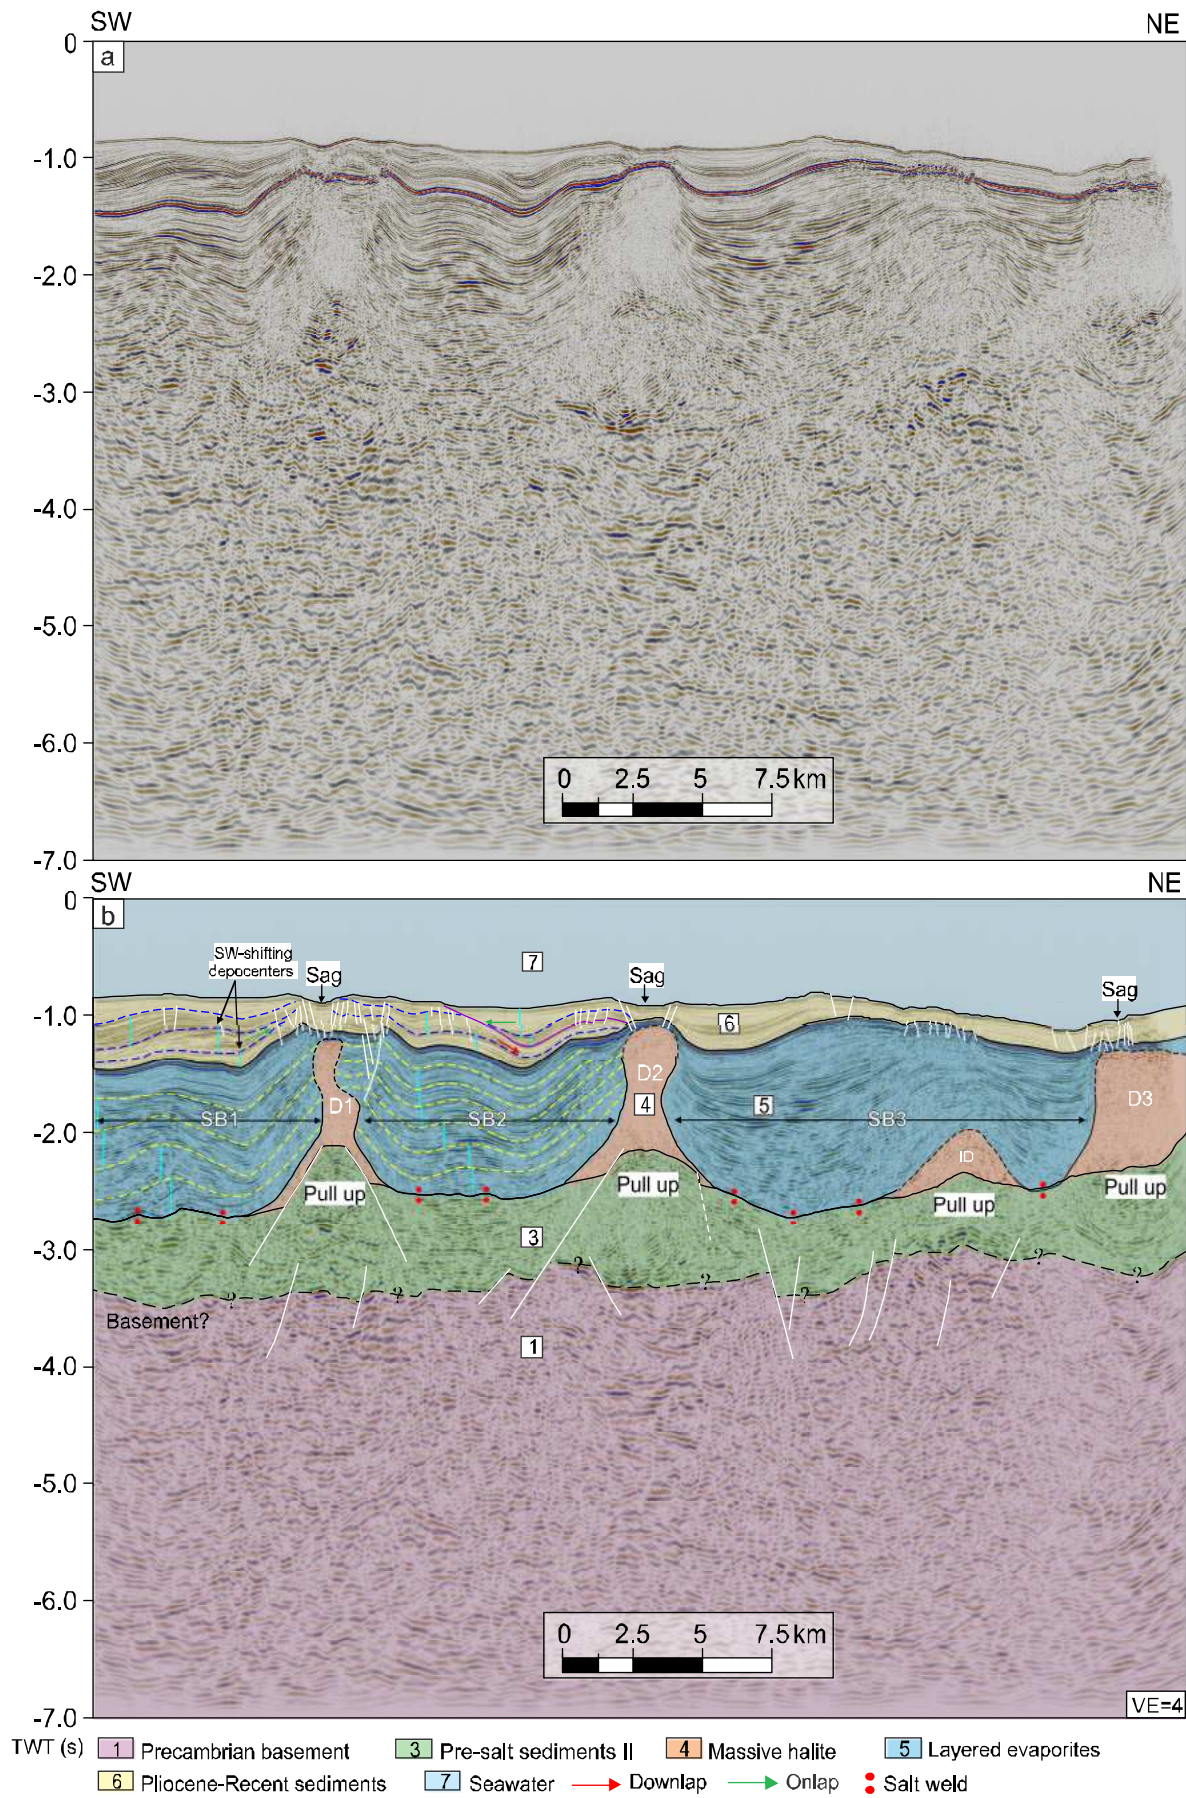 SW NE
0
a
-1.0
-2.0
-3.0
-4.0
-5.0
-6.0
0 2.5 5 7.5 km
-7.0
SW NE
0
b
SW-shifting
depocenters
Sag
7
Sag
Sag
-1.0
6
D1
D2
D3
4
5
SB1
SB2
SB3
-2.0
ID
Pull up
Pull up
Pull up
Pull up
3
-3.0
? ? ? ? ? ? ?
Basement?
1
-4.0
-5.0
-6.0
0 2.5 5 7.5 km
VE=4
-7.0
TWT (s)
1 Precambrian basement
3 Pre-salt sediments II
4 Massive halite
5 Layered evaporites
6 Pliocene-Recent sediments
7 Seawater
Downlap
Onlap
Salt weld